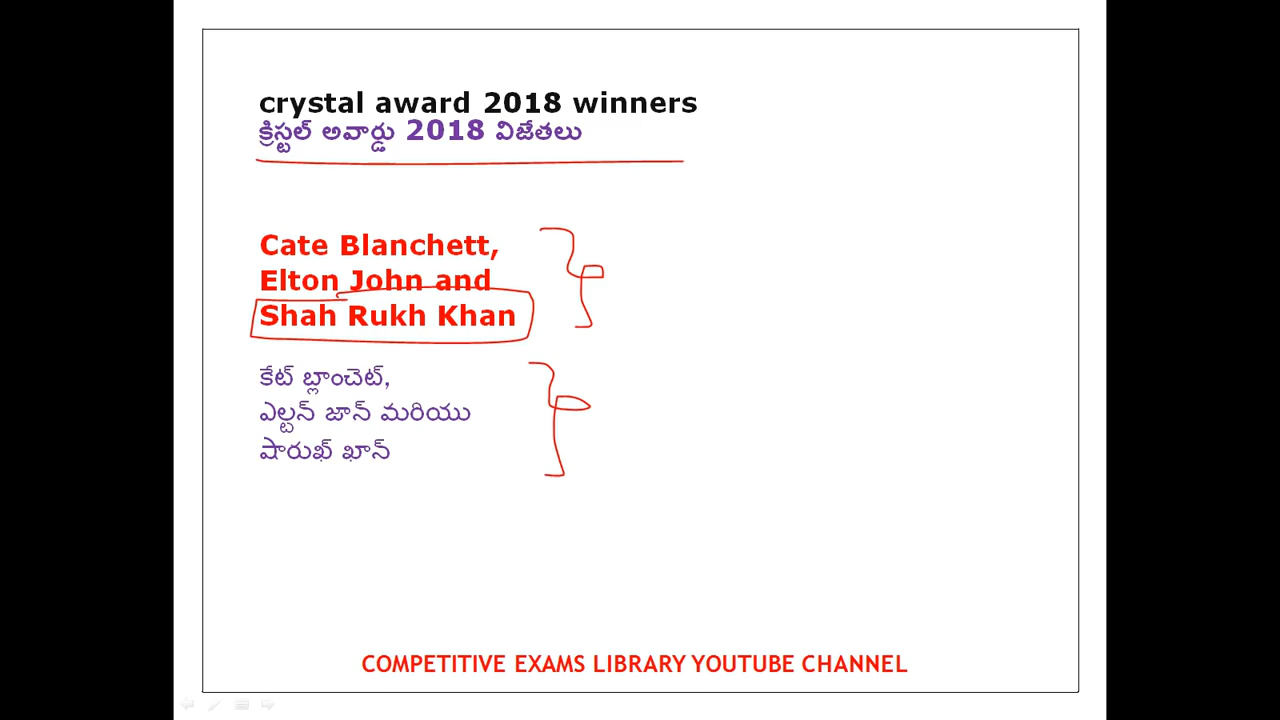 crystal award 2018 winners
క్రిస్టల్ అవార్డు 2018 విజేతలు
Cate Blanchett,
Elton John and
Shah Rukh Khan
కేట్ బ్లాంచెట్,
ఎల్టన్ జాన్ మరియు
షారుఖ్ ఖాన్
COMPETITIVE EXAMS LIBRARY YOUTUBE CHANNEL